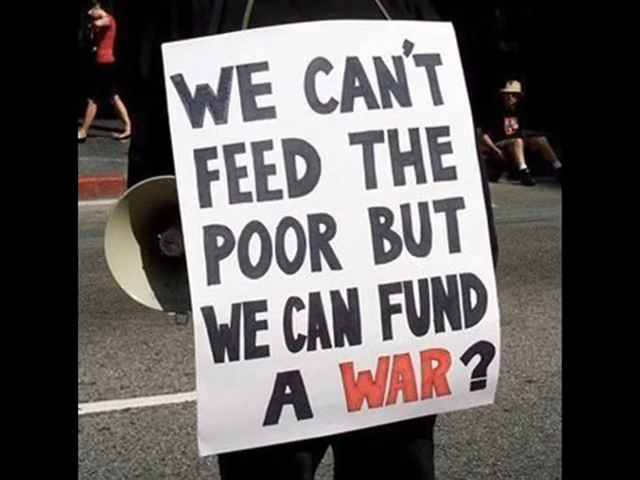 WE CAN'T
FEED THE
POOR BUT
WE CAN FUND
A WAR?